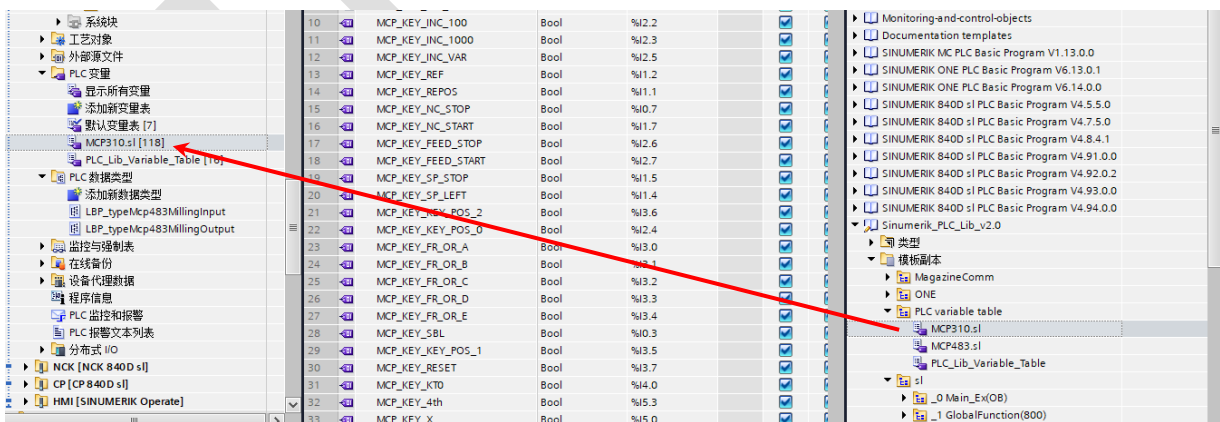 系统块
工艺对象
外部源文件
PLC 变量
显示所有变量
添加新变量表
默认变量表 [7]
MCP310.sl [118]
PLC_Lib_Variable_Table [16]
PLC 数据类型
添加新数据类型
LBP_typeMcp483MillingInput
LBP_typeMcp483MillingOutput
监控与强制表
在线备份
设备代理数据
程序信息
PLC 监控和报警
PLC 报警文本列表
分布式 I/O
NCK [NCK 840D sl]
CP [CP 840D sl]
HMI [SINUMERIK Operate]
10 MCP_KEY_INC_100 Bool %I2.2
11 MCP_KEY_INC_1000 Bool %I2.3
12 MCP_KEY_INC_VAR Bool %I2.5
13 MCP_KEY_REF Bool %I1.2
14 MCP_KEY_REPOS Bool %I1.1
15 MCP_KEY_NC_STOP Bool %I0.7
16 MCP_KEY_NC_START Bool %I1.7
17 MCP_KEY_FEED_STOP Bool %I2.6
18 MCP_KEY_FEED_START Bool %I2.7
19 MCP_KEY_SP_STOP Bool %I1.5
20 MCP_KEY_SP_LEFT Bool %I1.4
21 MCP_KEY_KEY_POS_2 Bool %I3.6
22 MCP_KEY_KEY_POS_0 Bool %I2.4
23 MCP_KEY_FR_OR_A Bool %I3.0
24 MCP_KEY_FR_OR_B Bool %I3.1
25 MCP_KEY_FR_OR_C Bool %I3.2
26 MCP_KEY_FR_OR_D Bool %I3.3
27 MCP_KEY_FR_OR_E Bool %I3.4
28 MCP_KEY_SBL Bool %I0.3
29 MCP_KEY_KEY_POS_1 Bool %I3.5
30 MCP_KEY_RESET Bool %I3.7
31 MCP_KEY_KT0 Bool %I4.0
32 MCP_KEY_4th Bool %I5.3
33 MCP_KEY_X Bool %I5.0
Monitoring-and-control-objects
Documentation templates
SINUMERIK MC PLC Basic Program V1.13.0.0
SINUMERIK ONE PLC Basic Program V6.13.0.1
SINUMERIK ONE PLC Basic Program V6.14.0.0
SINUMERIK 840D sl PLC Basic Program V4.5.5.0
SINUMERIK 840D sl PLC Basic Program V4.7.5.0
SINUMERIK 840D sl PLC Basic Program V4.8.4.1
SINUMERIK 840D sl PLC Basic Program V4.91.0.0
SINUMERIK 840D sl PLC Basic Program V4.92.0.2
SINUMERIK 840D sl PLC Basic Program V4.93.0.0
SINUMERIK 840D sl PLC Basic Program V4.94.0.0
Sinumerik_PLC_Lib_v2.0
类型
模板副本
MagazineComm
ONE
PLC variable table
MCP310.sl
MCP483.sl
PLC_Lib_Variable_Table
sl
_0 Main_Ex(OB)
_1 GlobalFunction(800)